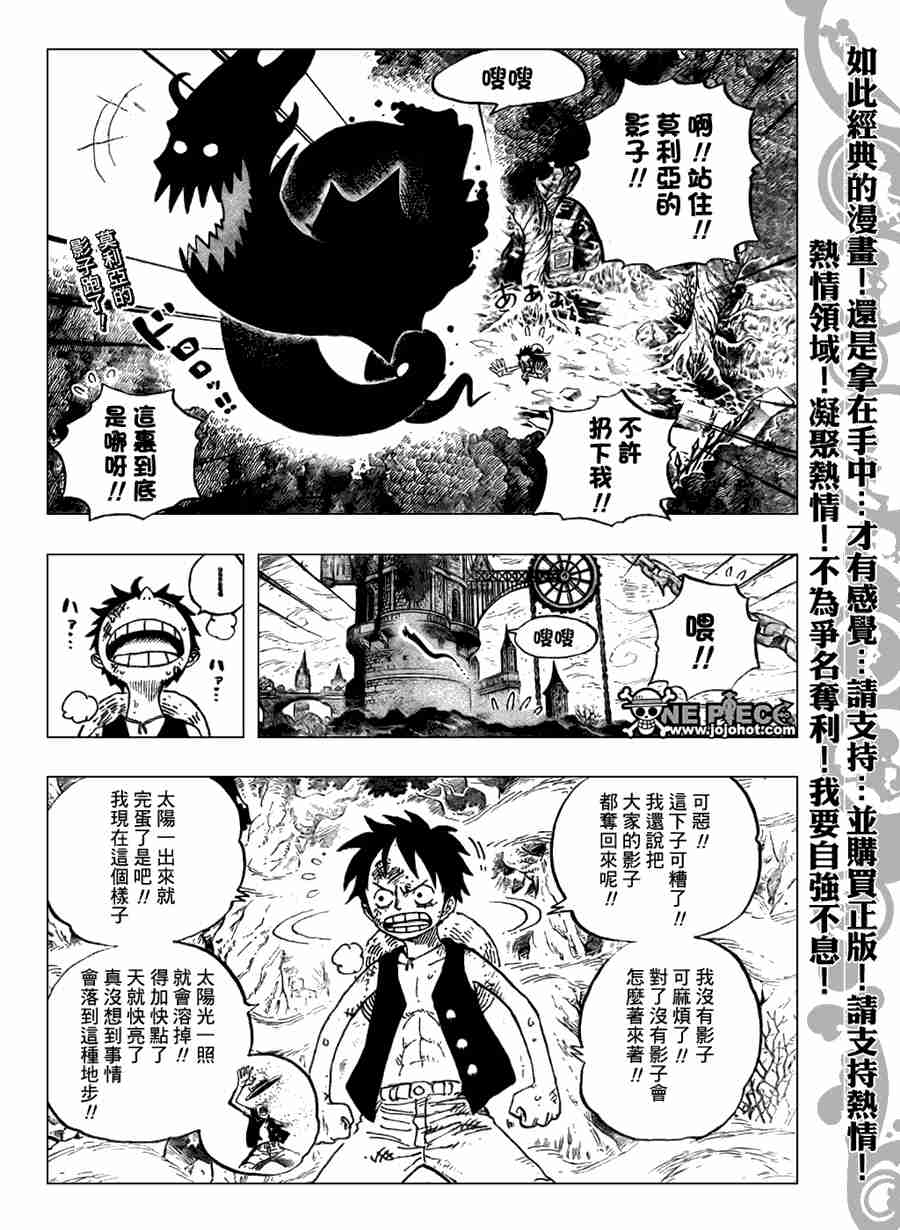 如此經典的漫畫！還是拿在手中…才有感覺…請支持…並購買正版！請支持熱情！
熱情領域！凝聚熱情！不為爭名奪利！我要自強不息！
啊!!站住!!
莫利亞的
影子!!
嗖嗖
莫利亞的
影子跑了！
あああ
ドロロロッ!!
不許
扔下我!!
這裏到底
是哪呀!!
喂!!
嗖嗖
ONE PIECE
www.jojohot.com
ハァ…
ハァ…
可惡!!
這下子可糟了!!
我還說把
大家的影子
都奪回來呢!!
我沒有影子
可麻煩了!!
對了沒有影子會
怎麼著來著!!
太陽一出來就
完蛋了是吧!!
我現在這個樣子
太陽光一照
就會溶掉!!
得加快點了
天就快亮了
真沒想到事情
會落到這種地步!!